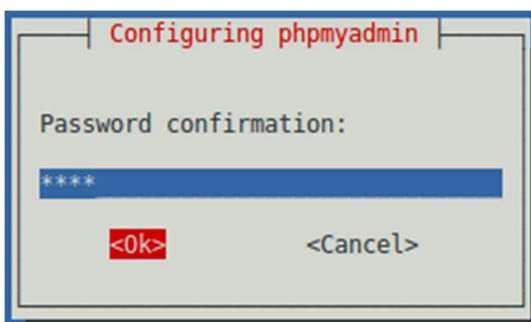 Configuring phpmyadmin
Password confirmation:
****
<Ok> <Cancel>